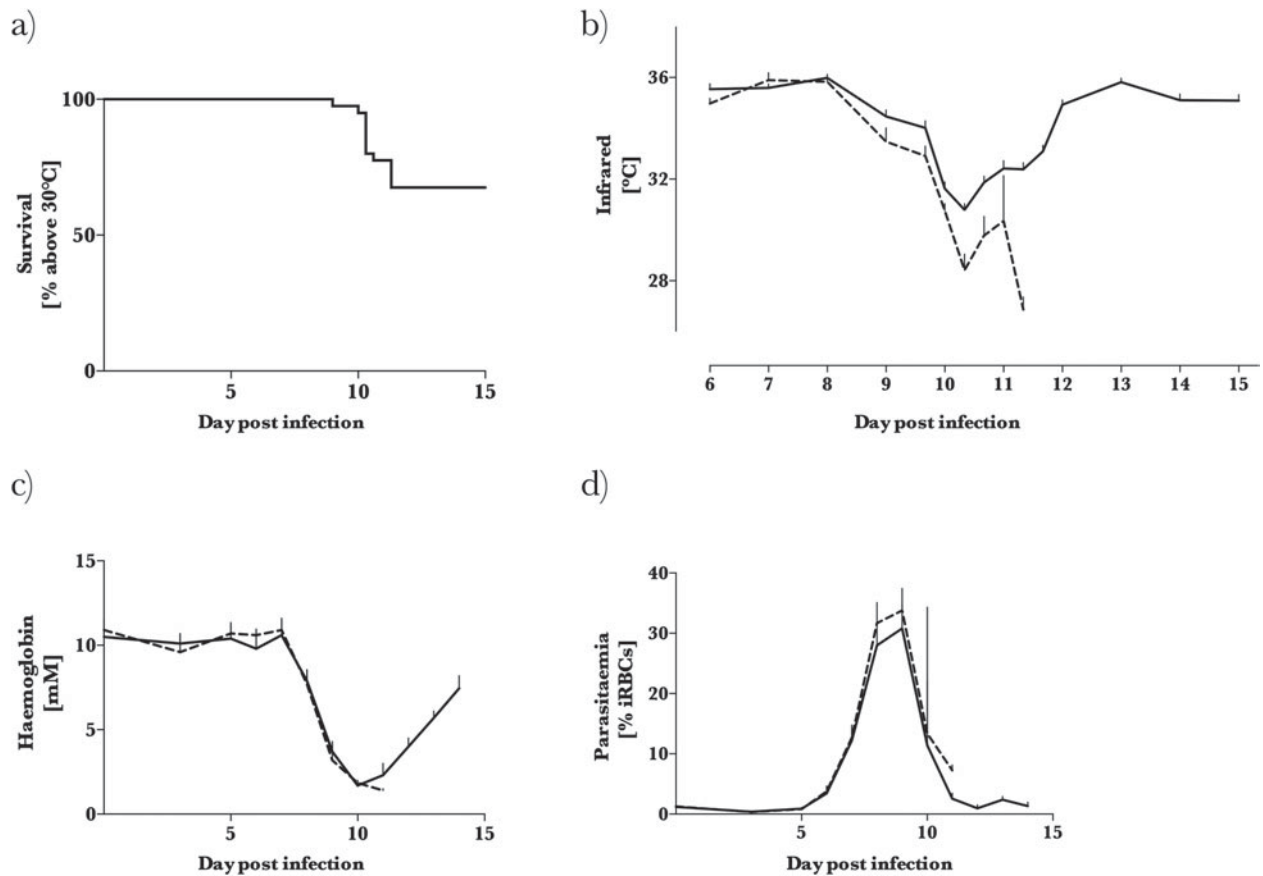 a)
100
50
0
5
10
15
Survival
[% above 30°C]
Day post infection
b)
36
32
28
6 7 8 9 10 11 12 13 14 15
Infrared
[°C]
Day post infection
c)
15
10
5
0
5
10
15
Haemoglobin
[mM]
Day post infection
d)
40
30
20
10
0
5
10
15
Parasitaemia
[% iRBCs]
Day post infection